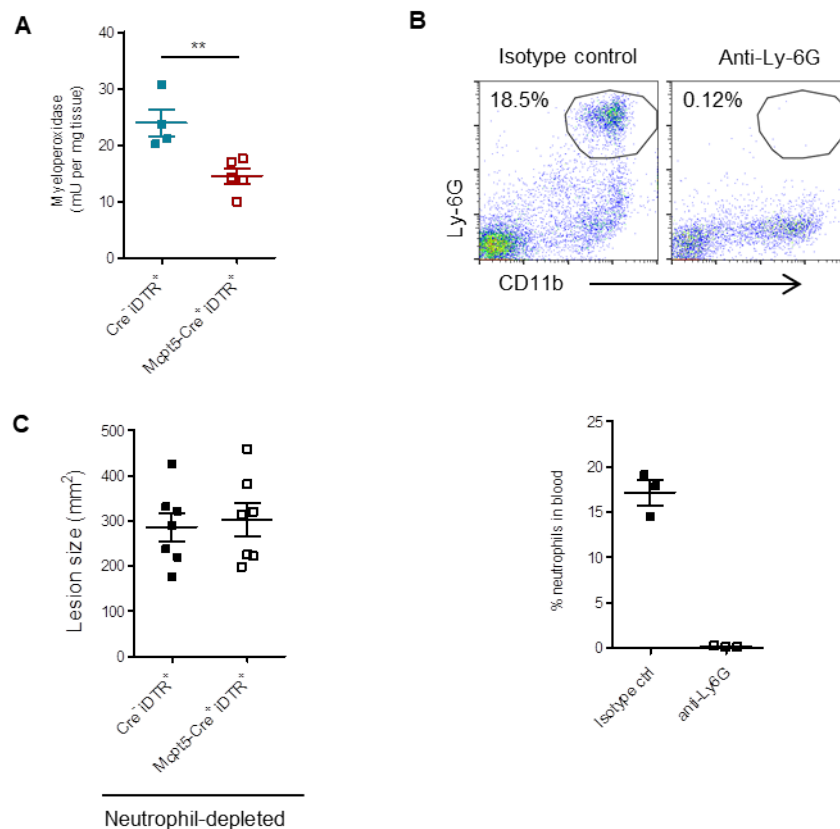 A
**
40
30
20
10
0
Myeloperoxidase
(mU per mg tissue)
Cre⁻iDTR⁺
Mcpt5-Cre⁺iDTR⁺
B
Isotype control
Anti-Ly-6G
18.5%
0.12%
Ly-6G
CD11b
C
500
400
300
200
100
0
Lesion size (mm²)
Cre⁻iDTR⁺
Mcpt5-Cre⁺iDTR⁺
Neutrophil-depleted
25
20
15
10
5
0
% neutrophils in blood
Isotype ctrl
anti-Ly6G